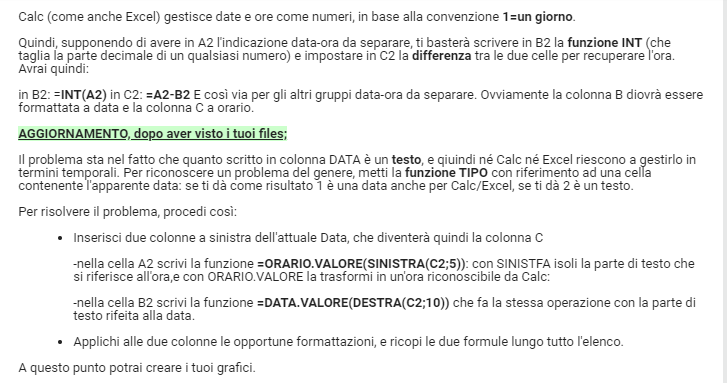 Calc (come anche Excel) gestisce date e ore come numeri, in base alla convenzione 1=un giorno.
Quindi, supponendo di avere in A2 l'indicazione data-ora da separare, ti basterà scrivere in B2 la funzione INT (che
taglia la parte decimale di un qualsiasi numero) e impostare in C2 la differenza tra le due celle per recuperare l'ora.
Avrai quindi:
in B2: =INT(A2) in C2: =A2-B2 E così via per gli altri gruppi data-ora da separare. Ovviamente la colonna B diovrà essere
formattata a data e la colonna C a orario.
AGGIORNAMENTO, dopo aver visto i tuoi files;
Il problema sta nel fatto che quanto scritto in colonna DATA è un testo, e qiuindi né Calc né Excel riescono a gestirlo in
termini temporali. Per riconoscere un problema del genere, metti la funzione TIPO con riferimento ad una cella
contenente l'apparente data: se ti dà come risultato 1 è una data anche per Calc/Excel, se ti dà 2 è un testo.
Per risolvere il problema, procedi così:
• Inserisci due colonne a sinistra dell'attuale Data, che diventerà quindi la colonna C
-nella cella A2 scrivi la funzione =ORARIO.VALORE(SINISTRA(C2;5)): con SINISTFA isoli la parte di testo che
si riferisce all'ora,e con ORARIO.VALORE la trasformi in un'ora riconoscibile da Calc:
-nella cella B2 scrivi la funzione =DATA.VALORE(DESTRA(C2;10)) che fa la stessa operazione con la parte di
testo rifeita alla data.
• Applichi alle due colonne le opportune formattazioni, e ricopi le due formule lungo tutto l'elenco.
A questo punto potrai creare i tuoi grafici.